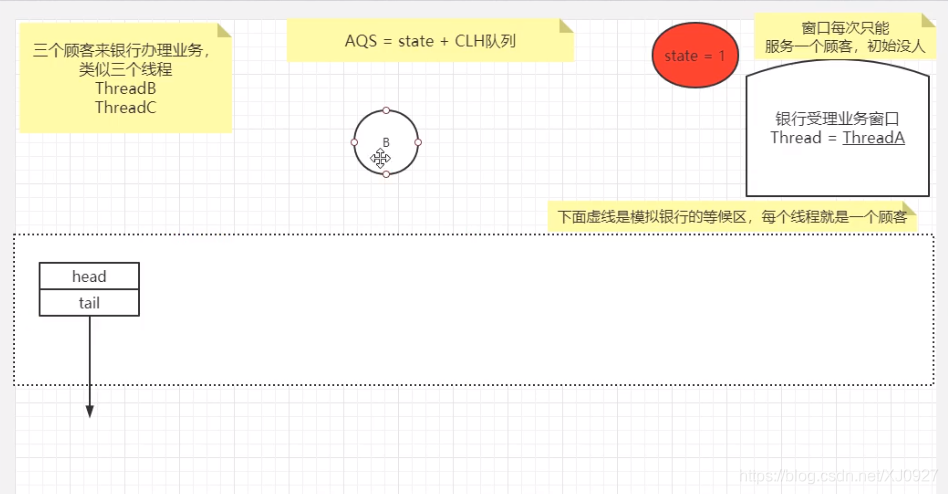 三个顾客来银行办理业务，
类似三个线程
ThreadB
ThreadC
AQS = state + CLH队列
state = 1
窗口每次只能
服务一个顾客，初始没人
银行受理业务窗口
Thread = ThreadA
B
下面虚线是模拟银行的等候区，每个线程就是一个顾客
head
tail
https://blog.csdn.net/XJ0927